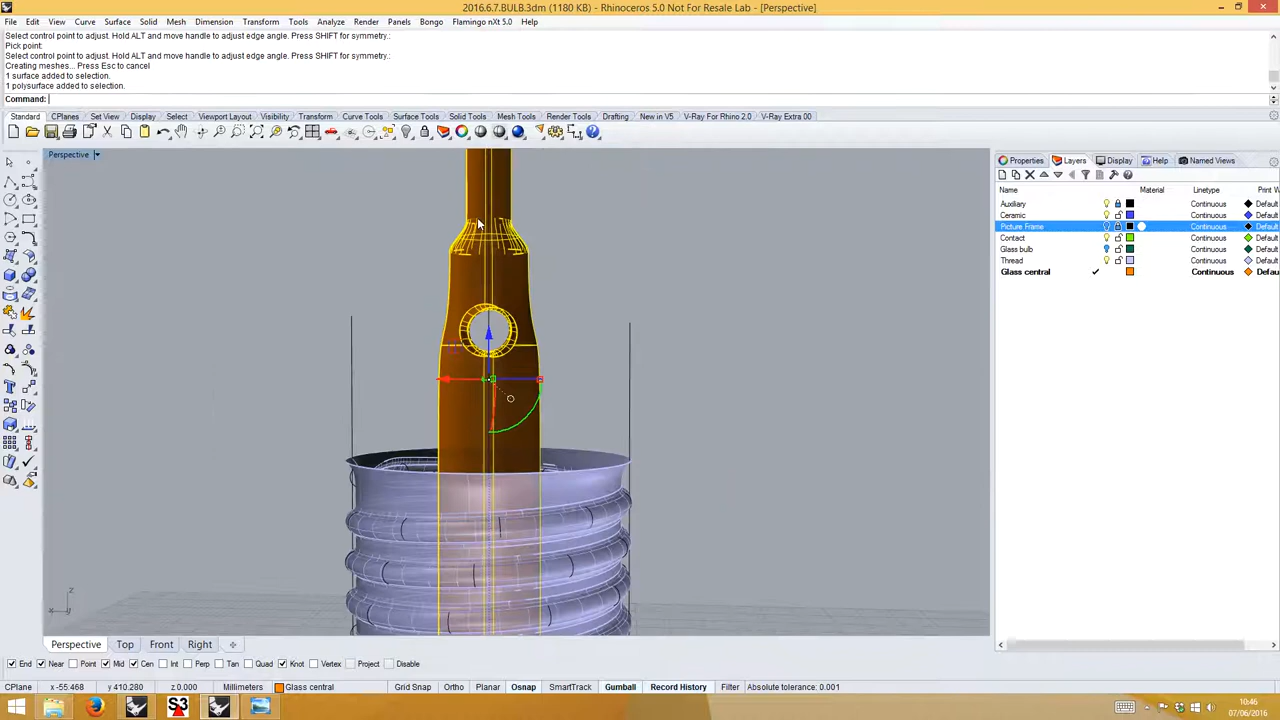 2016.6.7.BULB.3dm (1180 KB) - Rhinoceros 5.0 Not For Resale Lab - [Perspective]
File Edit View Curve Surface Solid Mesh Dimension Transform Tools Analyze Render Panels Bongo Flamingo nXt 5.0 Help
Select control point to adjust. Hold ALT and move handle to adjust edge angle. Press SHIFT for symmetry.:
Pick point:
Select control point to adjust. Hold ALT and move handle to adjust edge angle. Press SHIFT for symmetry.:
Creating meshes... Press Esc to cancel
1 surface added to selection.
1 polysurface added to selection.
Command:
Standard CPlanes Set View Display Select Viewport Layout Visibility Transform Curve Tools Surface Tools Solid Tools Mesh Tools Render Tools Drafting New in V5 V-Ray For Rhino 2.0 V-Ray Extra 00
Perspective
Properties Layers Display Help Named Views
Name Material Linetype Print W
Auxiliary Continuous Default
Ceramic Continuous Default
Picture Frame Continuous Default
Contact Continuous Default
Glass bulb Continuous Default
Thread Continuous Default
Glass central Continuous Defau
z
x y
Perspective Top Front Right
End Near Point Mid Cen Int Perp Tan Quad Knot Vertex Project Disable
CPlane x -55.468 y 410.280 z 0.000 Millimeters Glass central Grid Snap Ortho Planar Osnap SmartTrack Gumball Record History Filter Absolute tolerance: 0.001
S3
10:46
07/06/2016